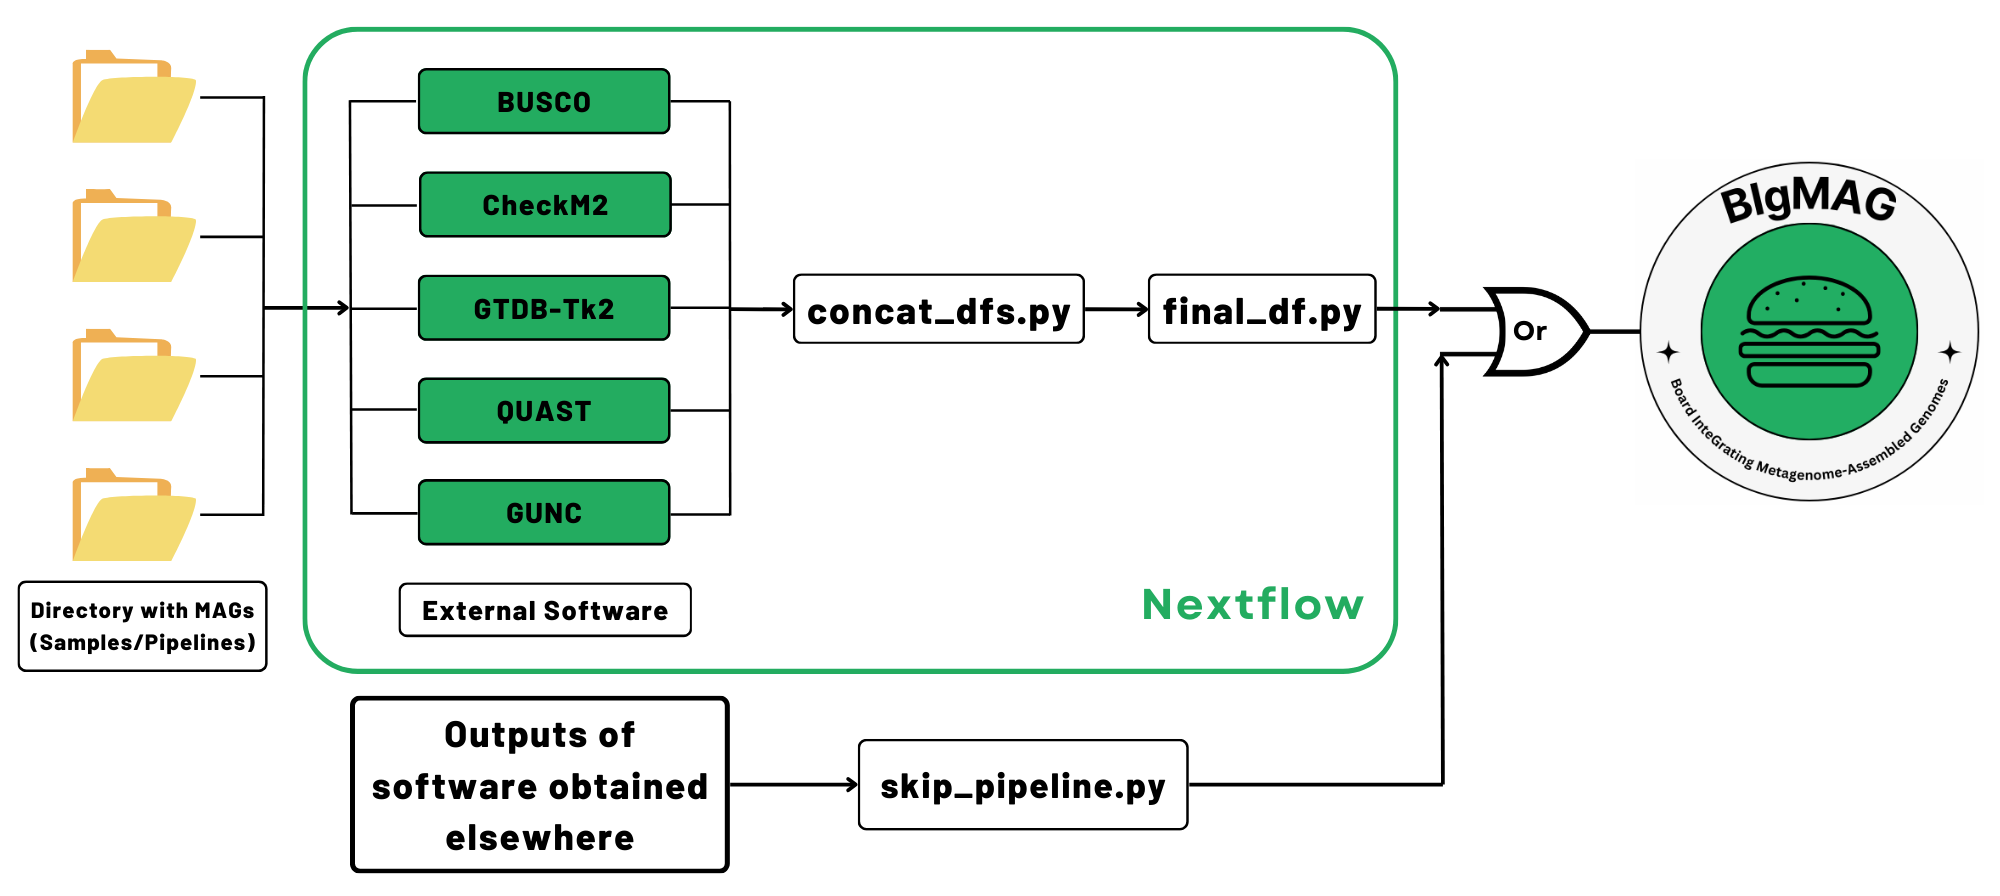 BUSCO
CheckM2
GTDB-Tk2
QUAST
GUNC
External Software
Directory with MAGs
(Samples/Pipelines)
concat_dfs.py
final_df.py
Nextflow
Or
BIgMAG
Board InteGrating Metagenome-Assembled Genomes
Outputs of
software obtained
elsewhere
skip_pipeline.py